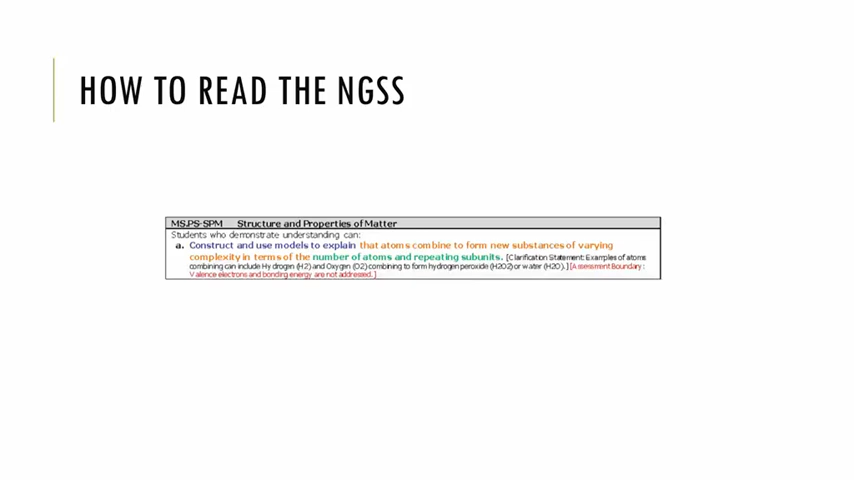 HOW TO READ THE NGSS
MS.PS-SPM Structure and Properties of Matter
Students who demonstrate understanding can:
a. Construct and use models to explain that atoms combine to form new substances of varying
complexity in terms of the number of atoms and repeating subunits. [Clarification Statement: Examples of atoms
combining can include Hydrogen (H2) and Oxygen (O2) combining to form hydrogen peroxide (H2O2) or water (H2O).] [Assessment Boundary:
Valence electrons and bonding energy are not addressed.]